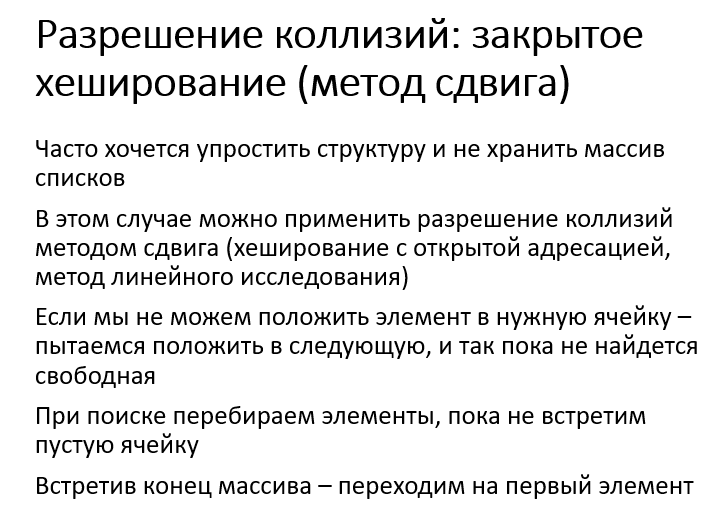 Разрешение коллизий: закрытое
хеширование (метод сдвига)
Часто хочется упростить структуру и не хранить массив
списков
В этом случае можно применить разрешение коллизий
методом сдвига (хеширование с открытой адресацией,
метод линейного исследования)
Если мы не можем положить элемент в нужную ячейку –
пытаемся положить в следующую, и так пока не найдется
свободная
При поиске перебираем элементы, пока не встретим
пустую ячейку
Встретив конец массива – переходим на первый элемент